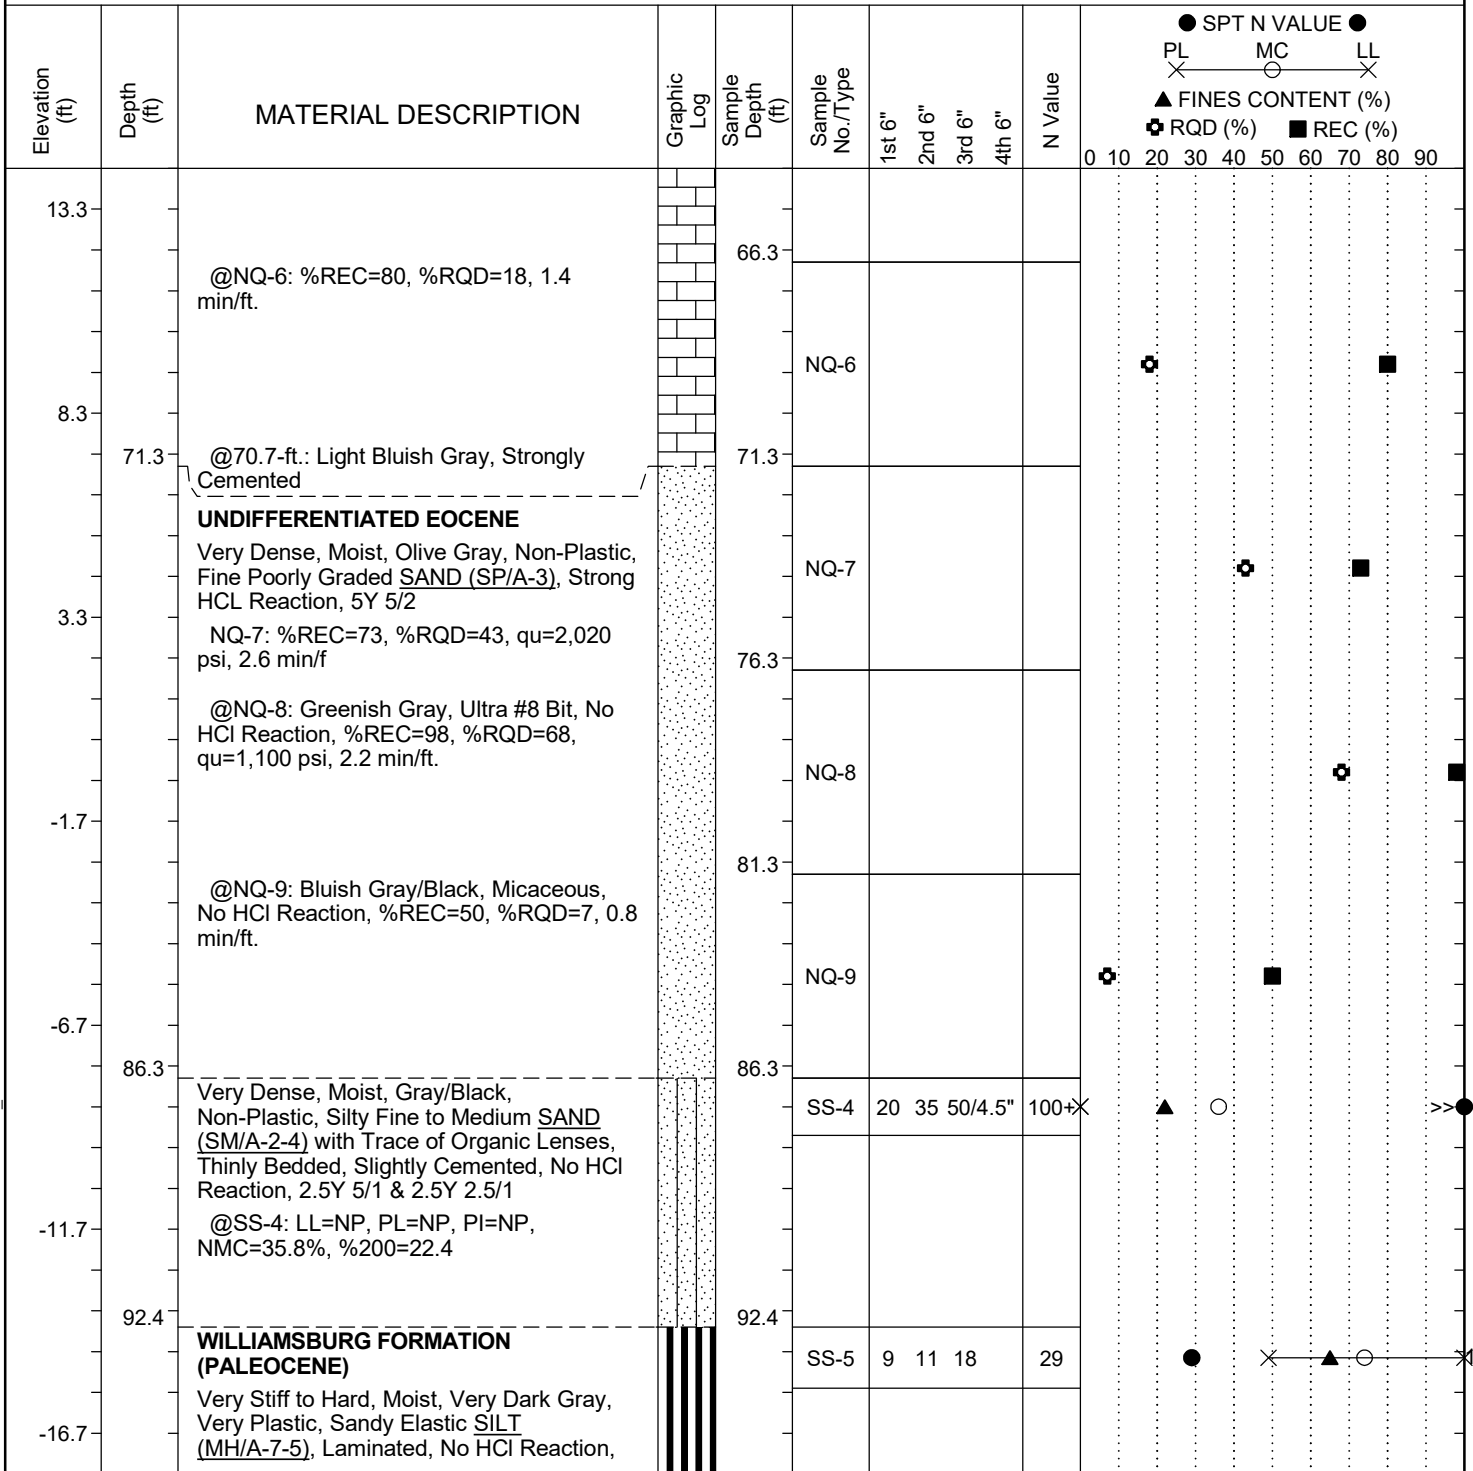 Elevation
(ft)
Depth
(ft)
MATERIAL DESCRIPTION
Graphic
Log
Sample
Depth
(ft)
Sample
No./Type
1st 6"
2nd 6"
3rd 6"
4th 6"
N Value
SPT N VALUE
PL MC LL
FINES CONTENT (%)
RQD (%) REC (%)
0 10 20 30 40 50 60 70 80 90
13.3
66.3
@NQ-6: %REC=80, %RQD=18, 1.4
min/ft.
NQ-6
8.3
71.3
@70.7-ft.: Light Bluish Gray, Strongly
Cemented
71.3
UNDIFFERENTIATED EOCENE
Very Dense, Moist, Olive Gray, Non-Plastic,
Fine Poorly Graded SAND (SP/A-3), Strong
HCL Reaction, 5Y 5/2
NQ-7
3.3
NQ-7: %REC=73, %RQD=43, qu=2,020
psi, 2.6 min/f
76.3
@NQ-8: Greenish Gray, Ultra #8 Bit, No
HCl Reaction, %REC=98, %RQD=68,
qu=1,100 psi, 2.2 min/ft.
NQ-8
-1.7
81.3
@NQ-9: Bluish Gray/Black, Micaceous,
No HCl Reaction, %REC=50, %RQD=7, 0.8
min/ft.
NQ-9
-6.7
86.3
86.3
Very Dense, Moist, Gray/Black,
Non-Plastic, Silty Fine to Medium SAND
(SM/A-2-4) with Trace of Organic Lenses,
Thinly Bedded, Slightly Cemented, No HCl
Reaction, 2.5Y 5/1 & 2.5Y 2.5/1
SS-4 20 35 50/4.5" 100+ >>
-11.7
@SS-4: LL=NP, PL=NP, PI=NP,
NMC=35.8%, %200=22.4
92.4
92.4
WILLIAMSBURG FORMATION
(PALEOCENE)
SS-5 9 11 18 29
Very Stiff to Hard, Moist, Very Dark Gray,
Very Plastic, Sandy Elastic SILT
(MH/A-7-5), Laminated, No HCl Reaction,
-16.7